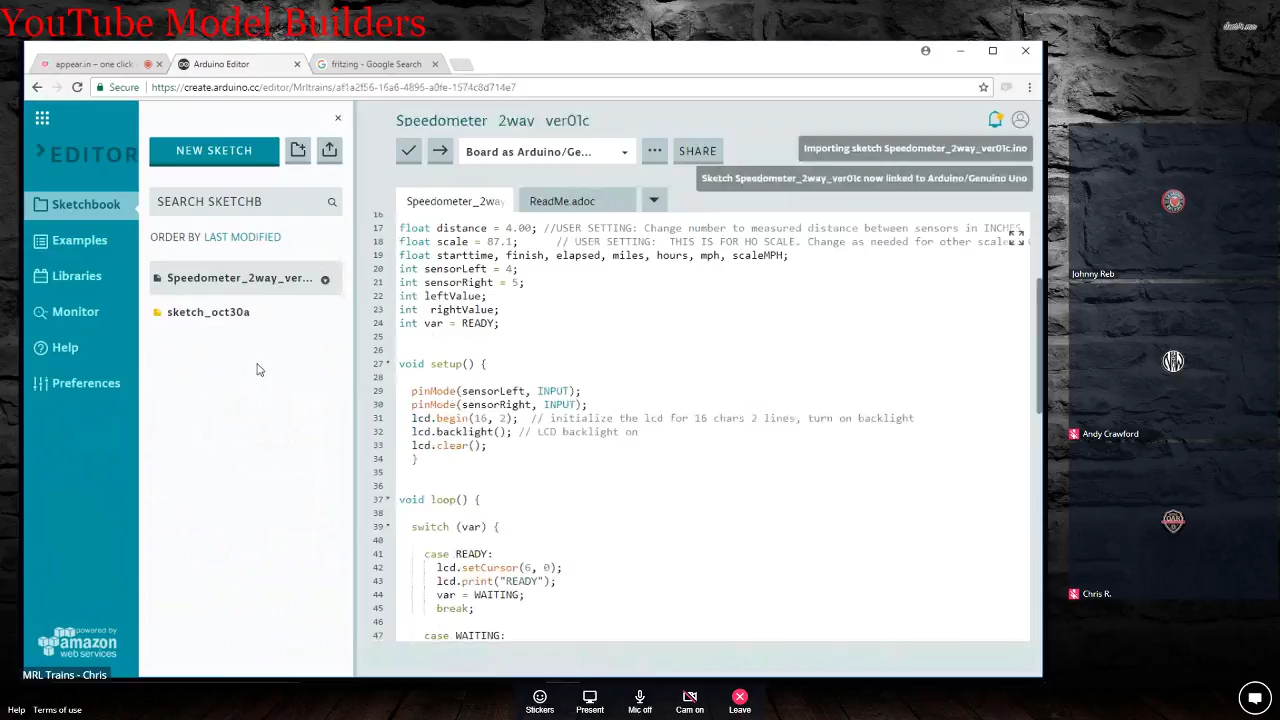 YouTube Model Builders
appear.in – one click
Arduino Editor
fritzing - Google Search
Secure
https://create.arduino.cc/editor/Mrltrains/af1a2f56-16a6-4895-a0fe-1574c8d714e7
EDITOR
NEW SKETCH
Speedometer_2way_ver01c
Board as Arduino/Ge...
SHARE
Importing sketch Speedometer_2way_ver01c.ino
Sketch Speedometer_2way_ver01c now linked to Arduino/Genuino Uno
Sketchbook
Examples
Libraries
Monitor
Help
Preferences
SEARCH SKETCHB
ORDER BY LAST MODIFIED
Speedometer_2way_ver...
sketch_oct30a
Speedometer_2way
ReadMe.adoc
16
17 float distance = 4.00; //USER SETTING: Change number to measured distance between sensors in INCHES
18 float scale = 87.1; // USER SETTING: THIS IS FOR HO SCALE. Change as needed for other scale
19 float starttime, finish, elapsed, miles, hours, mph, scaleMPH;
20 int sensorLeft = 4;
21 int sensorRight = 5;
22 int leftValue;
23 int rightValue;
24 int var = READY;
25
26
27 void setup() {
28
29 pinMode(sensorLeft, INPUT);
30 pinMode(sensorRight, INPUT);
31 lcd.begin(16, 2); // initialize the lcd for 16 chars 2 lines, turn on backlight
32 lcd.backlight(); // LCD backlight on
33 lcd.clear();
34 }
35
36
37 void loop() {
38
39 switch (var) {
40
41 case READY:
42 lcd.setCursor(6, 0);
43 lcd.print("READY");
44 var = WAITING;
45 break;
46
47 case WAITING:
powered by
amazon
web services
MRL Trains - Chris
Johnny Reb
Andy Crawford
Chris R.
Help
Terms of use
Stickers
Present
Mic off
Cam on
Leave